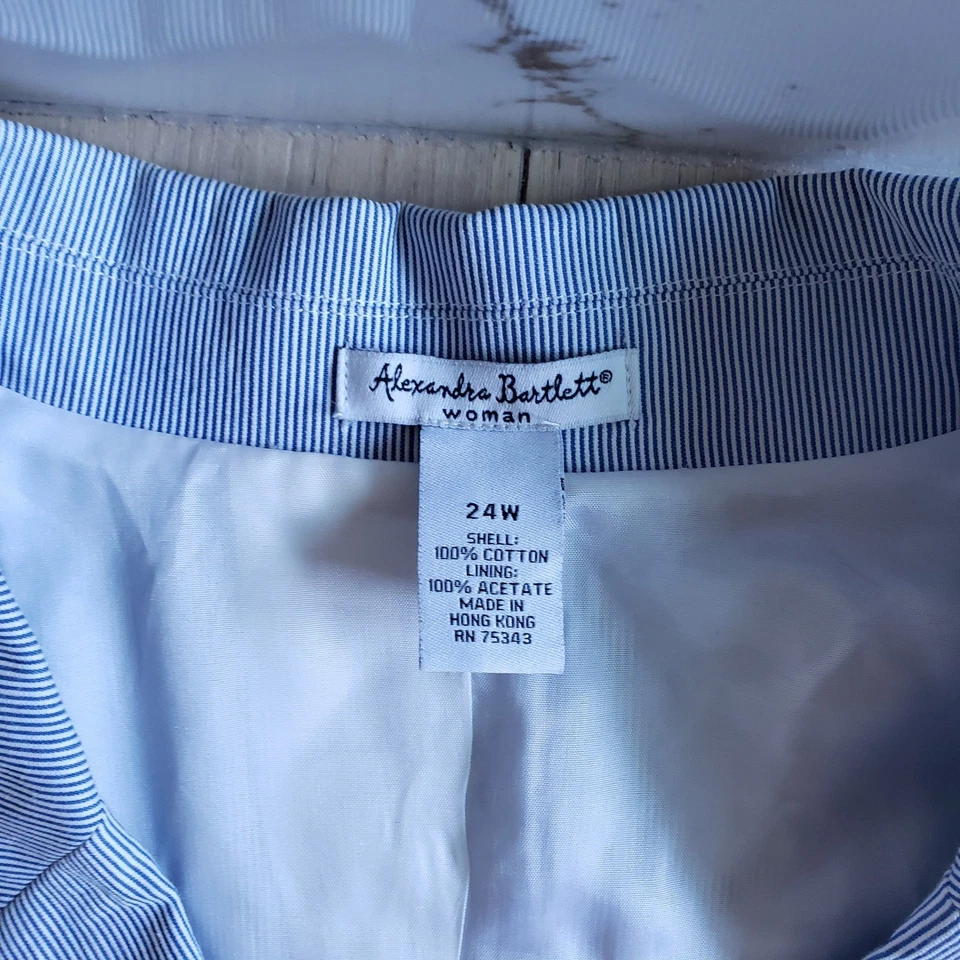 Alexandra Bartlett®
woman
24W
SHELL:
100% COTTON
LINING:
100% ACETATE
MADE IN
HONG KONG
RN 75343